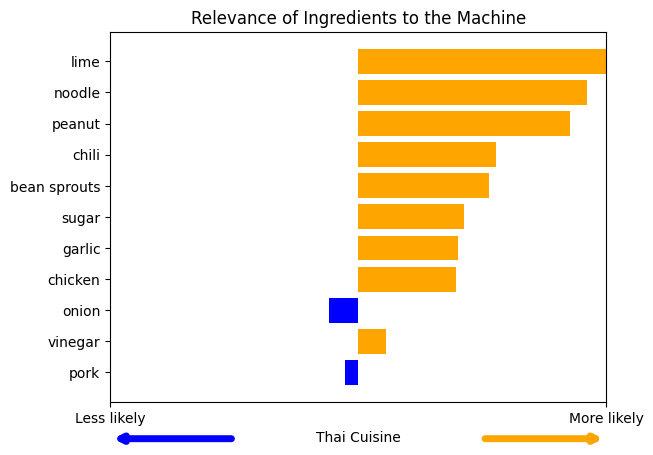 Relevance of Ingredients to the Machine
lime
noodle
peanut
chili
bean sprouts
sugar
garlic
chicken
onion
vinegar
pork
Less likely
More likely
Thai Cuisine